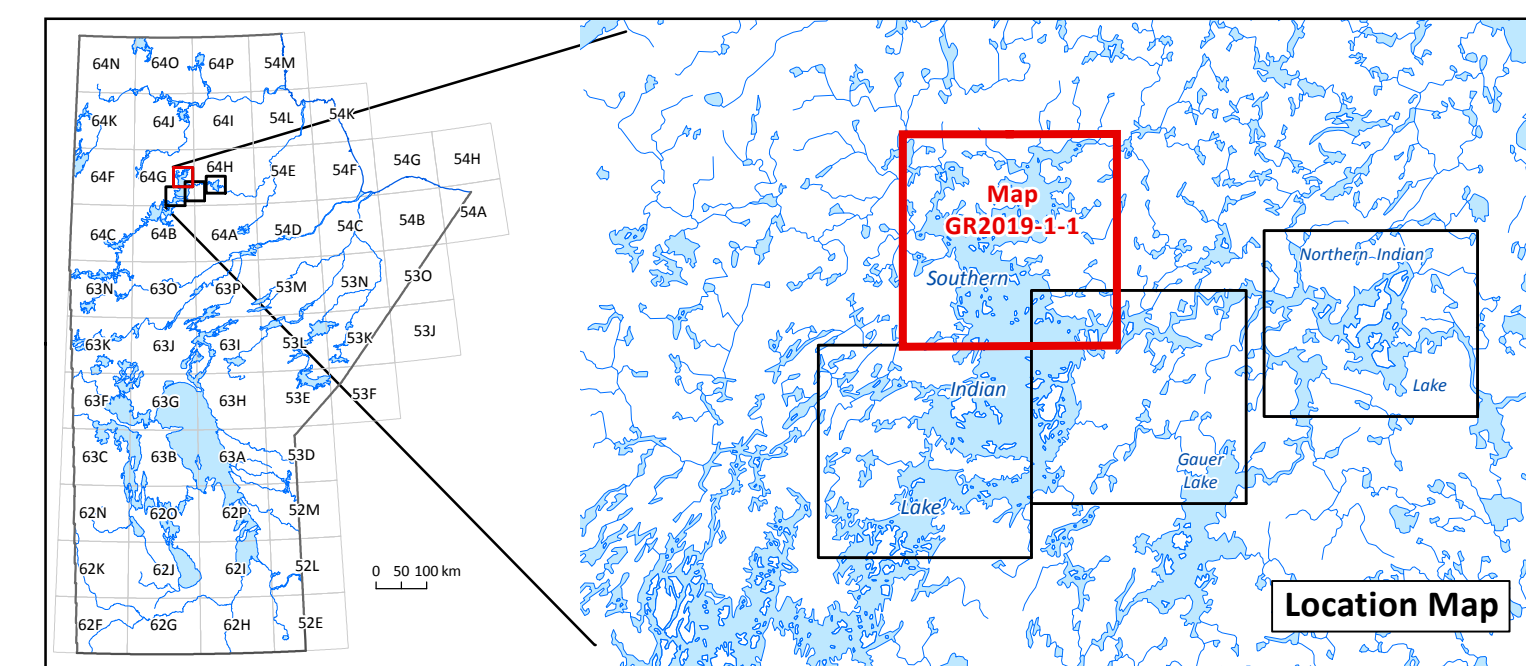 64N 64O 64P 54M
64K 64J 64I 54L 54K
64F 64G 64H 54E 54F 54G 54H
64C 64B 64A 54D 54C 54B 54A
63N 63O 63P 53M 53N 53O
63K 63J 63I 53L 53K 53J
63F 63G 63H 53E 53F
63C 63B 63A 53D
62N 62O 62P 52M
62K 62J 62I 52L
62F 62G 62H 52E
0 50 100 km
Map
GR2019-1-1
Southern
Indian
Lake
Northern Indian
Lake
Gauer
Lake
Location Map